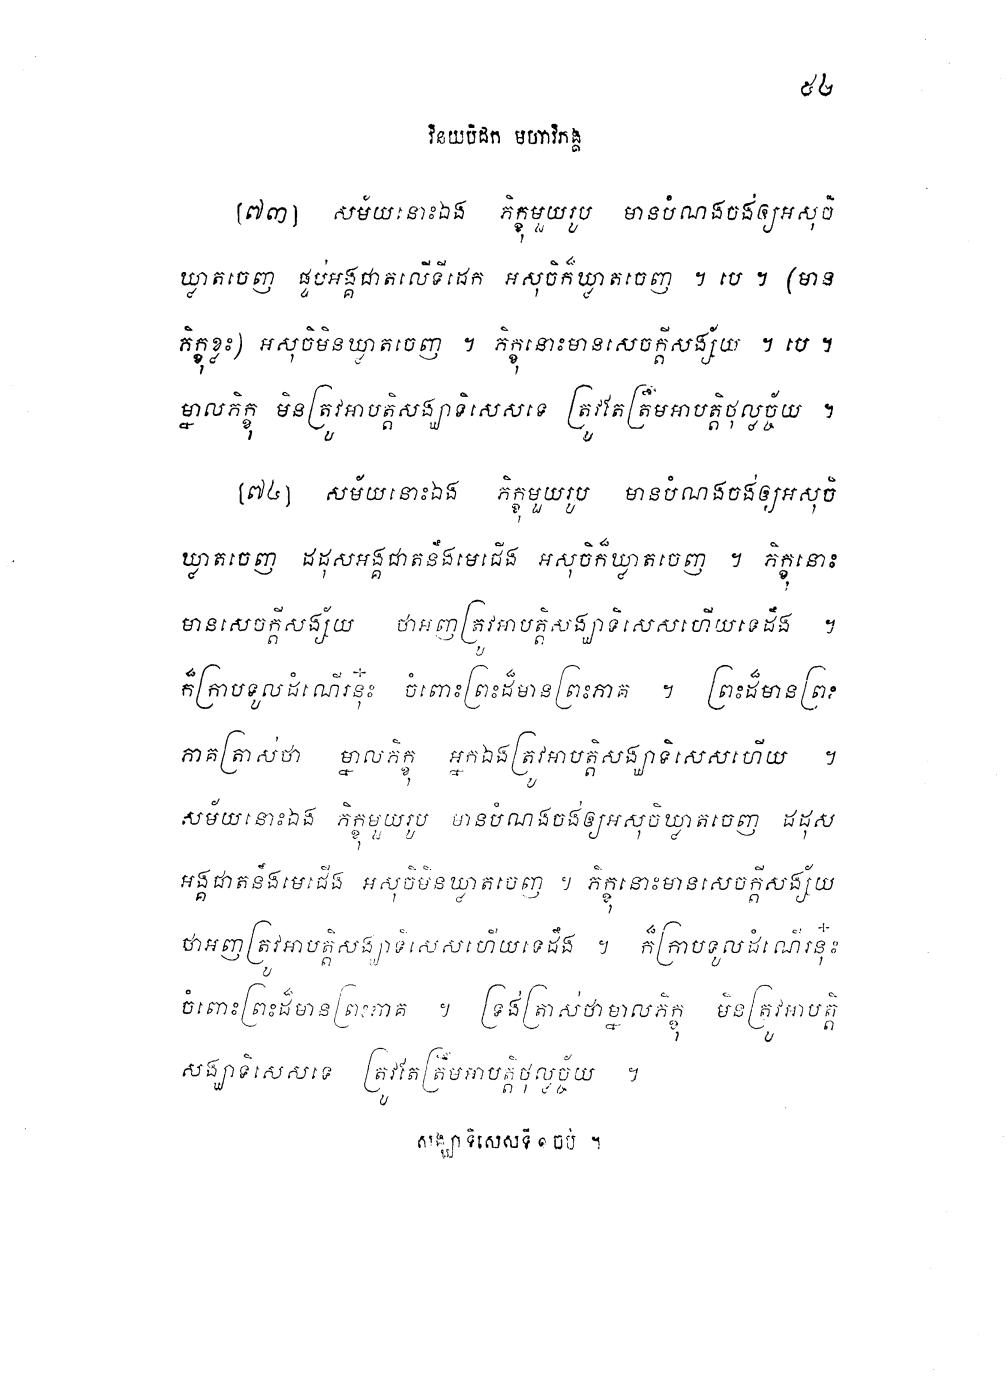 ៥៤
វិនយបិដក មហាវិភង្គ
[៧៣] សម័យនោះឯង ភិក្ខុមួយរូប មានបំណងចង់ឲ្យអសុចិ
ឃ្លាតចេញ ផ្ទប់អង្គជាតលើទីដេក អសុចិក៏ឃ្លាតចេញ ។ បេ ។ (មាន
ភិក្ខុខ្លះ) អសុចិមិនឃ្លាតចេញ ។ ភិក្ខុនោះមានសេចក្តីសង្ស័យ ។ បេ ។
ម្នាលភិក្ខុ មិនត្រូវអាបត្តិសង្ឃាទិសេសទេ ត្រូវតែត្រឹមអាបត្តិថុល្លច្ច័យ ។
[៧៤] សម័យនោះឯង ភិក្ខុមួយរូប មានបំណងចង់ឲ្យអសុចិ
ឃ្លាតចេញ ដដុសអង្គជាតនឹងមេជើង អសុចិក៏ឃ្លាតចេញ ។ ភិក្ខុនោះ
មានសេចក្តីសង្ស័យ ថាអញត្រូវអាបត្តិសង្ឃាទិសេសហើយទេដឹង ។
ក៏ក្រាបទូលដំណើរនុ៎ះ ចំពោះព្រះដ៏មានព្រះភាគ ។ ព្រះដ៏មានព្រះ
ភាគត្រាស់ថា ម្នាលភិក្ខុ អ្នកឯងត្រូវអាបត្តិសង្ឃាទិសេសហើយ ។
សម័យនោះឯង ភិក្ខុមួយរូប មានបំណងចង់ឲ្យអសុចិឃ្លាតចេញ ដដុស
អង្គជាតនឹងមេជើង អសុចិមិនឃ្លាតចេញ ។ ភិក្ខុនោះមានសេចក្តីសង្ស័យ
ថាអញត្រូវអាបត្តិសង្ឃាទិសេសហើយទេដឹង ។ ក៏ក្រាបទូលដំណើរនុ៎ះ
ចំពោះព្រះដ៏មានព្រះភាគ ។ ទ្រង់ត្រាស់ថាម្នាលភិក្ខុ មិនត្រូវអាបត្តិ
សង្ឃាទិសេសទេ ត្រូវតែត្រឹមអាបត្តិថុល្លច្ច័យ ។
សង្ឃាទិសេសទី១ ចប់ ។